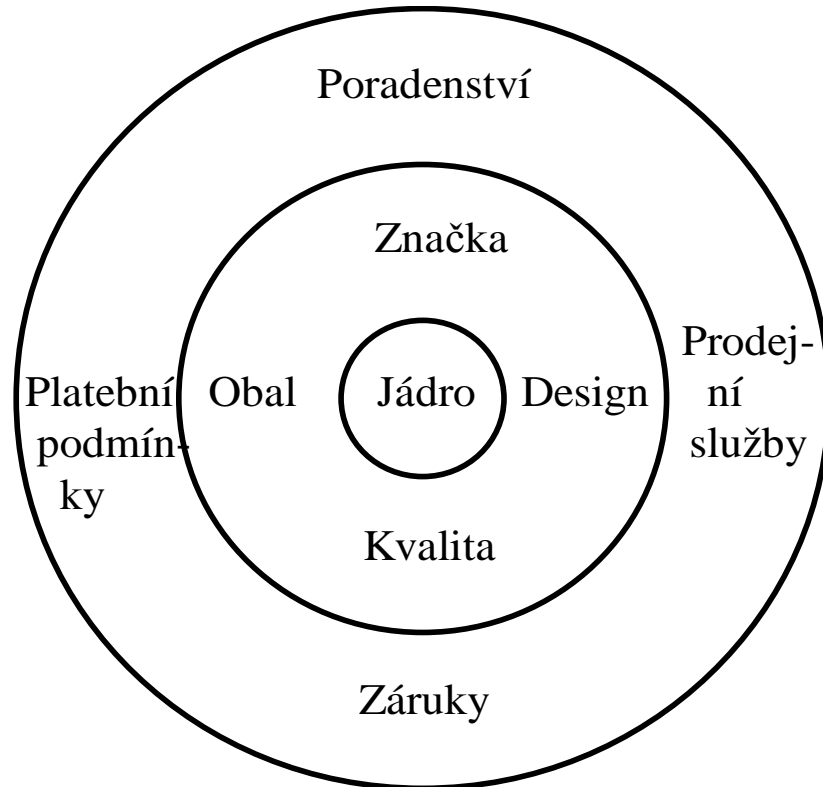 Poradenství
Značka
Prodej-
ní
služby
Platební
podmín-
ky
Obal
Jádro
Design
Kvalita
Záruky